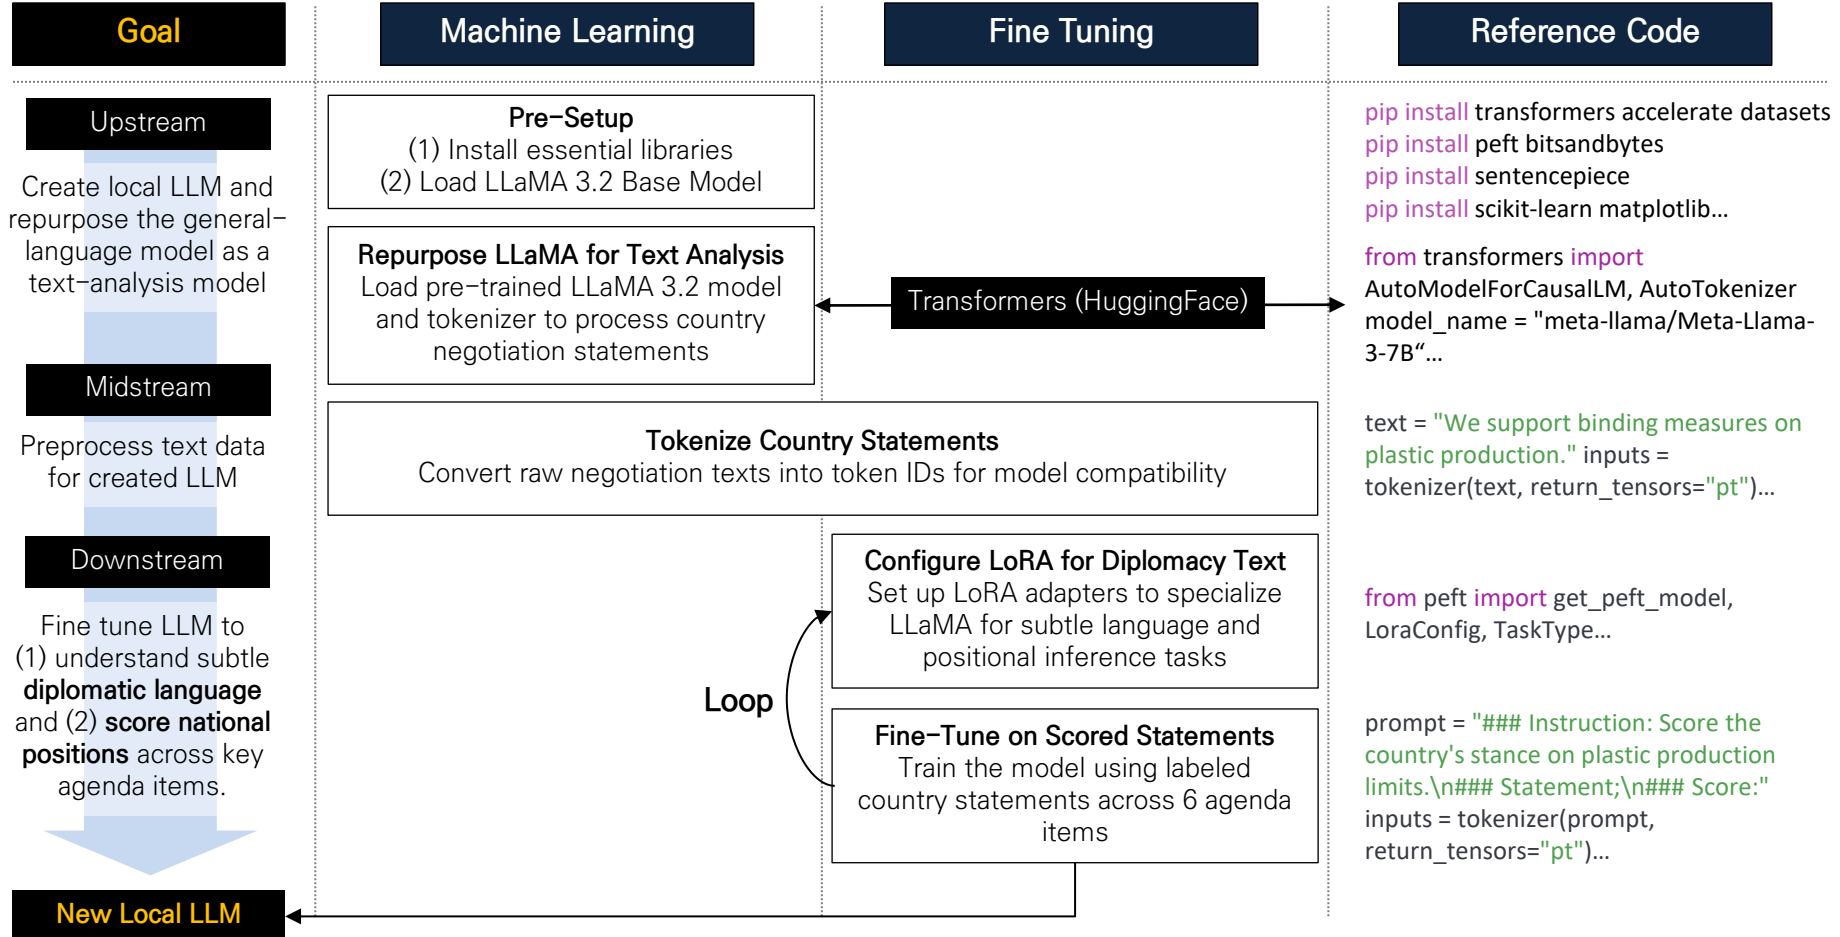 Goal
Machine Learning
Fine Tuning
Reference Code
Upstream
Create local LLM and
repurpose the general-
language model as a
text-analysis model
Pre-Setup
(1) Install essential libraries
(2) Load LLaMA 3.2 Base Model
pip install transformers accelerate datasets
pip install peft bitsandbytes
pip install sentencepiece
pip install scikit-learn matplotlib…
Repurpose LLaMA for Text Analysis
Load pre-trained LLaMA 3.2 model
and tokenizer to process country
negotiation statements
Transformers (HuggingFace)
from transformers import
AutoModelForCausalLM, AutoTokenizer
model_name = "meta-llama/Meta-Llama-
3-7B“…
Midstream
Preprocess text data
for created LLM
Tokenize Country Statements
Convert raw negotiation texts into token IDs for model compatibility
text = "We support binding measures on
plastic production." inputs =
tokenizer(text, return_tensors="pt")…
Downstream
Fine tune LLM to
(1) understand subtle
diplomatic language
and (2) score national
positions across key
agenda items.
Configure LoRA for Diplomacy Text
Set up LoRA adapters to specialize
LLaMA for subtle language and
positional inference tasks
from peft import get_peft_model,
LoraConfig, TaskType…
Loop
Fine-Tune on Scored Statements
Train the model using labeled
country statements across 6 agenda
items
prompt = "### Instruction: Score the
country's stance on plastic production
limits.\n### Statement;\n### Score:"
inputs = tokenizer(prompt,
return_tensors="pt")…
New Local LLM